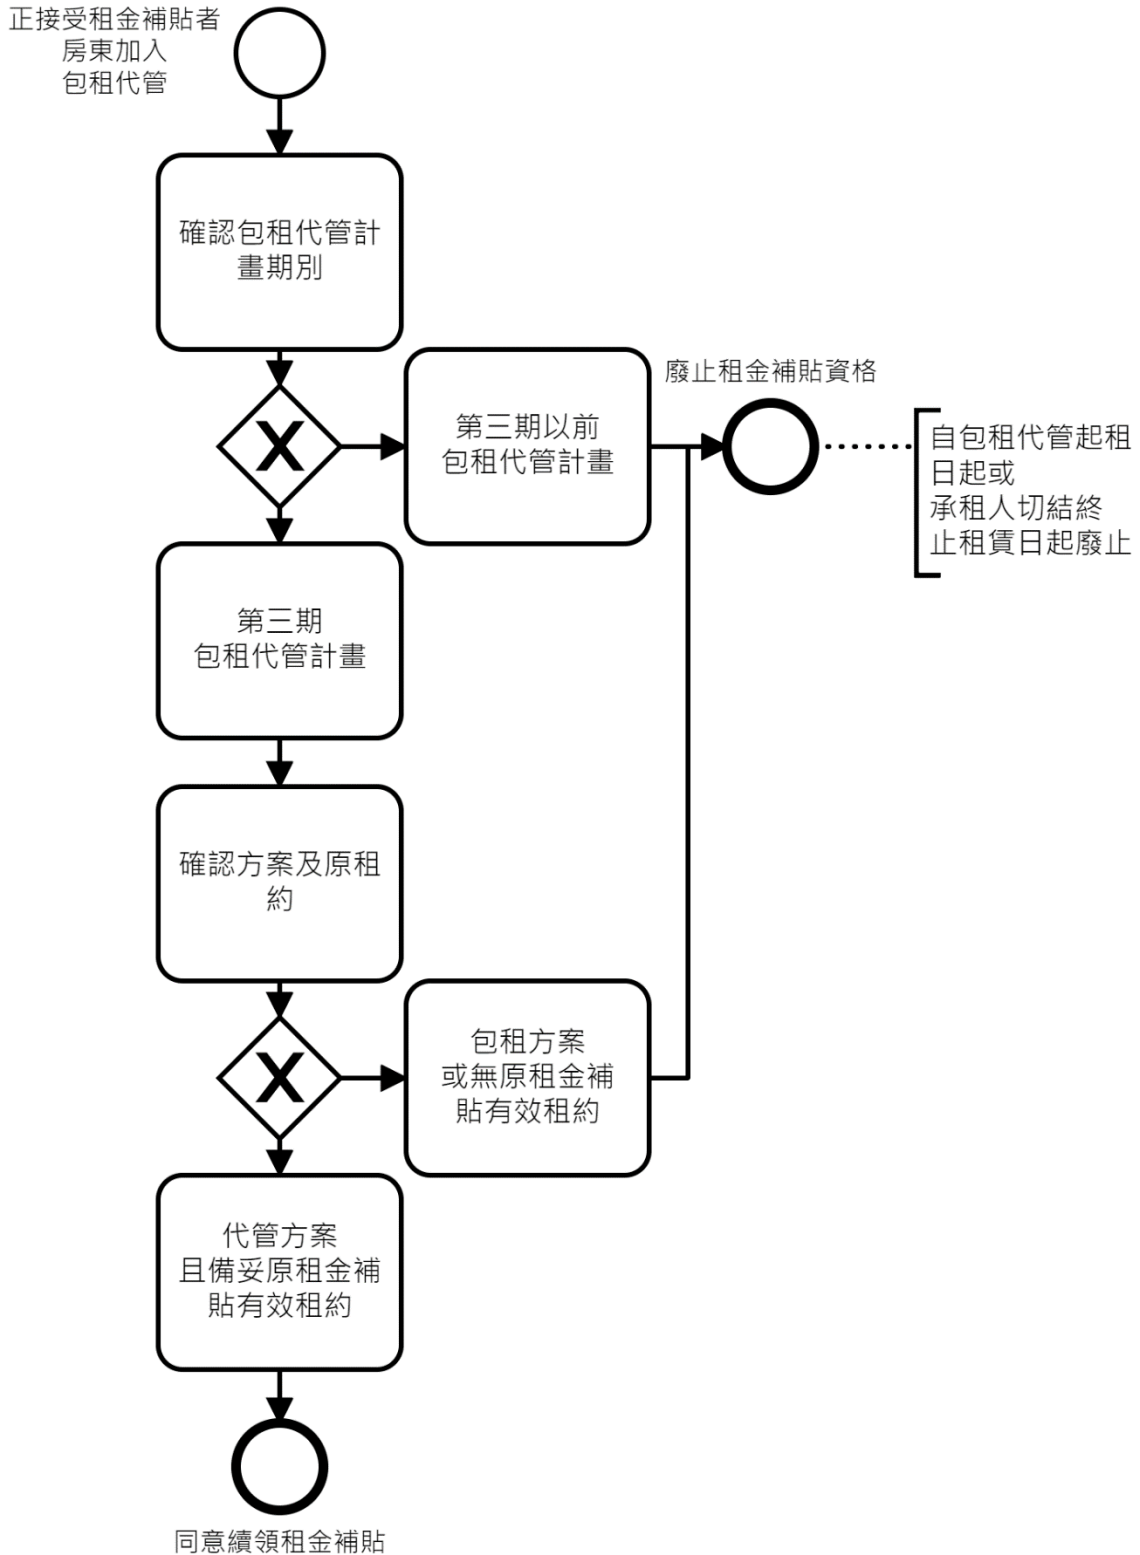 正接受租金補貼者
房東加入
包租代管
確認包租代管計
畫期別
X
第三期以前
包租代管計畫
廢止租金補貼資格
自包租代管起租
日起或
承租人切結終
止租賃日起廢止
第三期
包租代管計畫
確認方案及原租
約
X
包租方案
或無原租金補
貼有效租約
代管方案
且備妥原租金補
貼有效租約
同意續領租金補貼